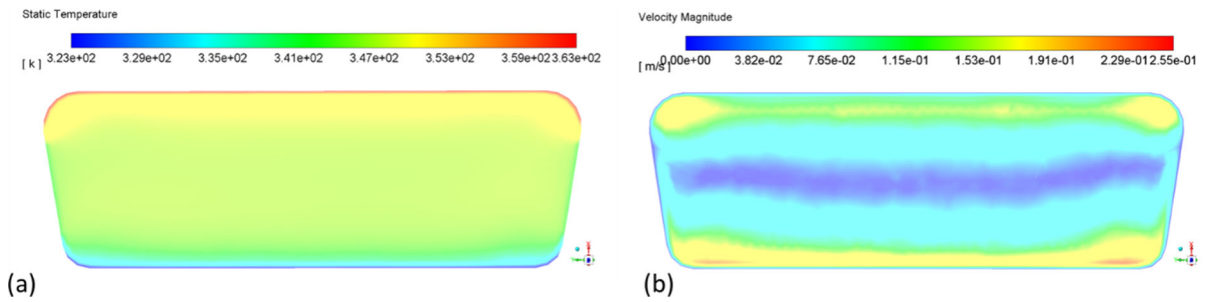 Static Temperature
[ k ] 3.23e+02 3.29e+02 3.35e+02 3.41e+02 3.47e+02 3.53e+02 3.59e+02 3.63e+02
(a)
Velocity Magnitude
[ m/s ] 0.00e+00 3.82e-02 7.65e-02 1.15e-01 1.53e-01 1.91e-01 2.29e-01 2.55e-01
(b)